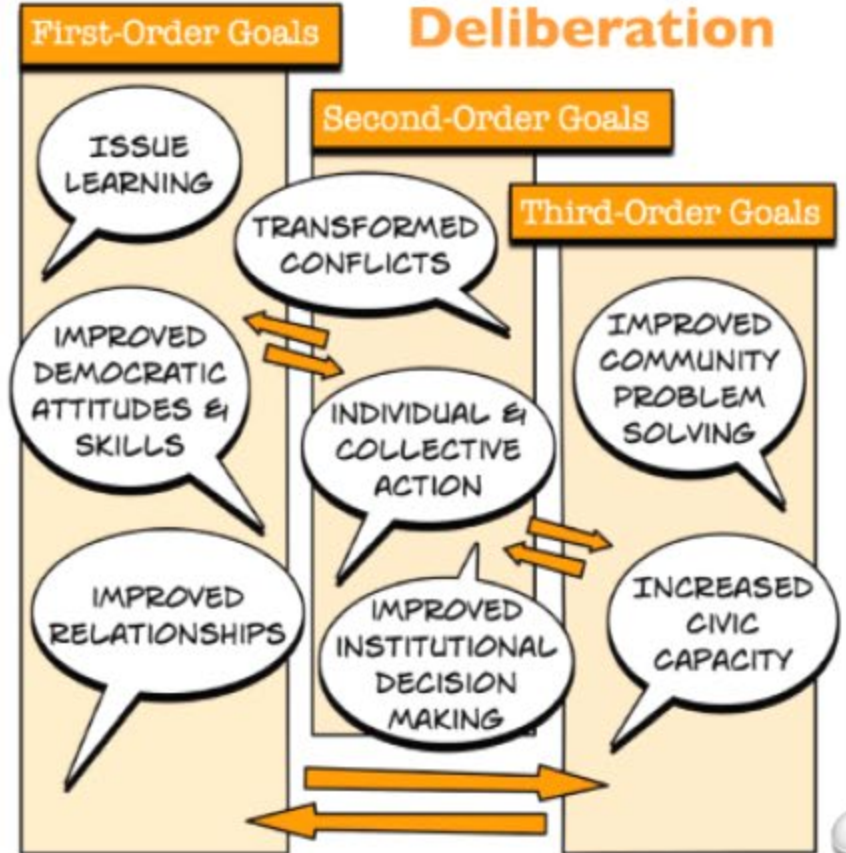 Deliberation
First-Order Goals
ISSUE
LEARNING
IMPROVED
DEMOCRATIC
ATTITUDES &
SKILLS
IMPROVED
RELATIONSHIPS
Second-Order Goals
TRANSFORMED
CONFLICTS
INDIVIDUAL &
COLLECTIVE
ACTION
IMPROVED
INSTITUTIONAL
DECISION
MAKING
Third-Order Goals
IMPROVED
COMMUNITY
PROBLEM
SOLVING
INCREASED
CIVIC
CAPACITY